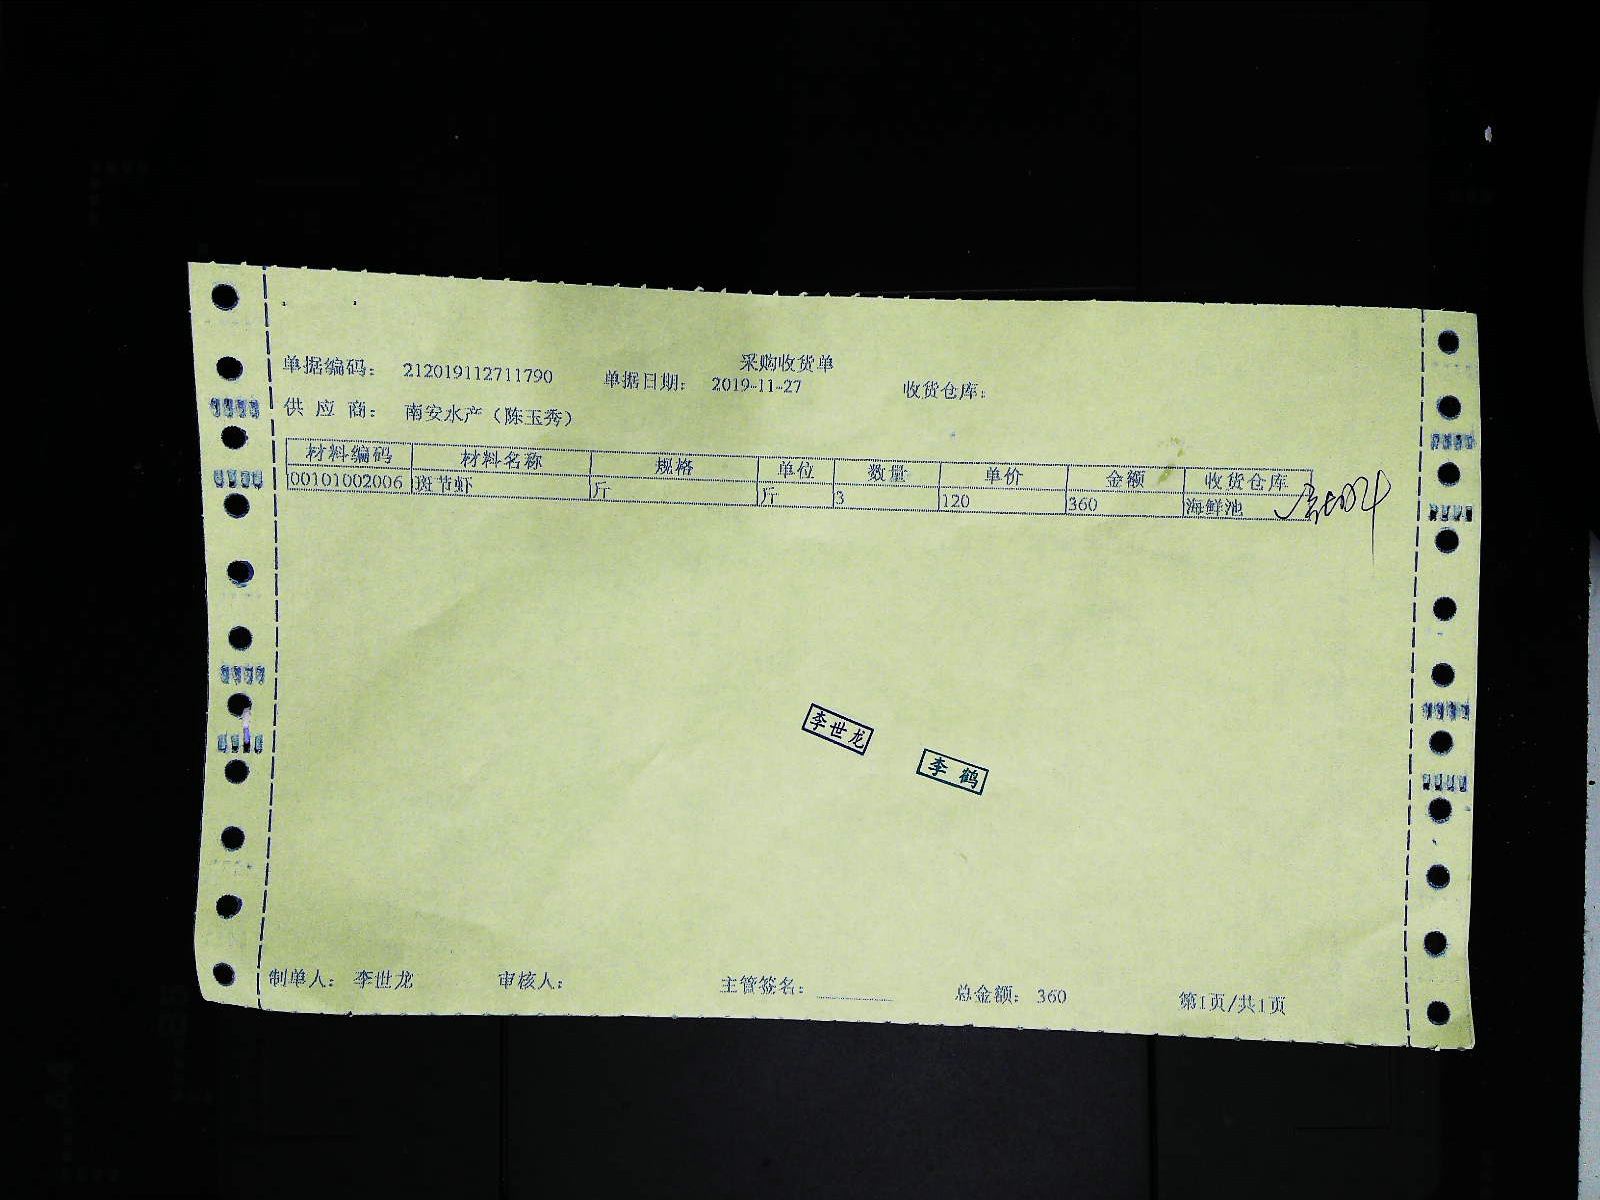 采购收货单
单据编码: 212019112711790 单据日期: 2019-11-27 收货仓库:
供 应 商: 南安水产（陈玉秀）
材料编码 材料名称 规格 单位 数量 单价 金额 收货仓库
00101002006 斑节虾 斤 斤 3 120 360 海鲜池
李世龙
李鹤
制单人: 李世龙 审核人: 主管签名: 总金额: 360 第1页/共1页